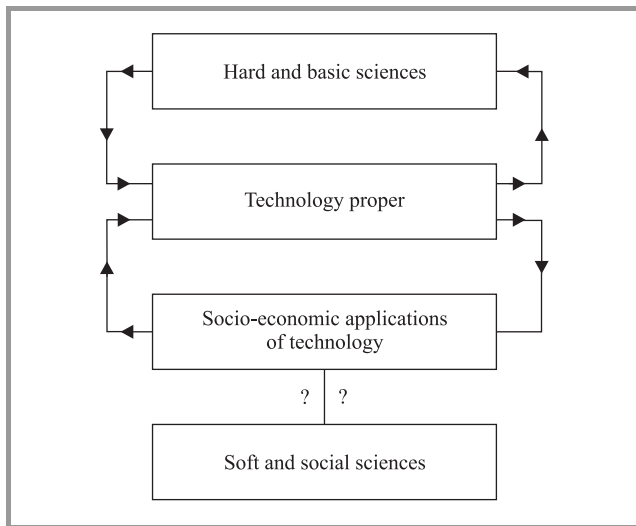 Hard and basic sciences
Technology proper
Socio-economic applications
of technology
? ?
Soft and social sciences